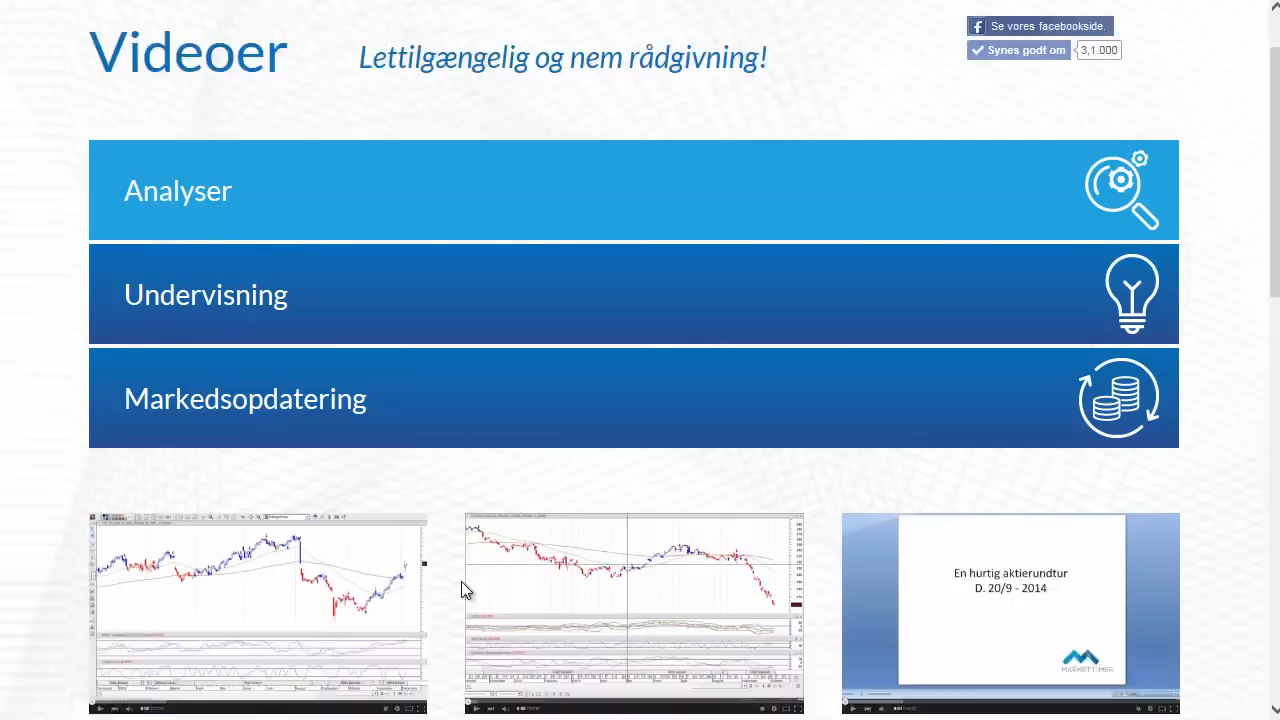 Videoer
Lettilgængelig og nem rådgivning!
Se vores facebookside.
Synes godt om
3,1.000
Analyser
Undervisning
Markedsopdatering
En hurtig aktierundtur
D. 20/9 - 2014
MARKETTIMER